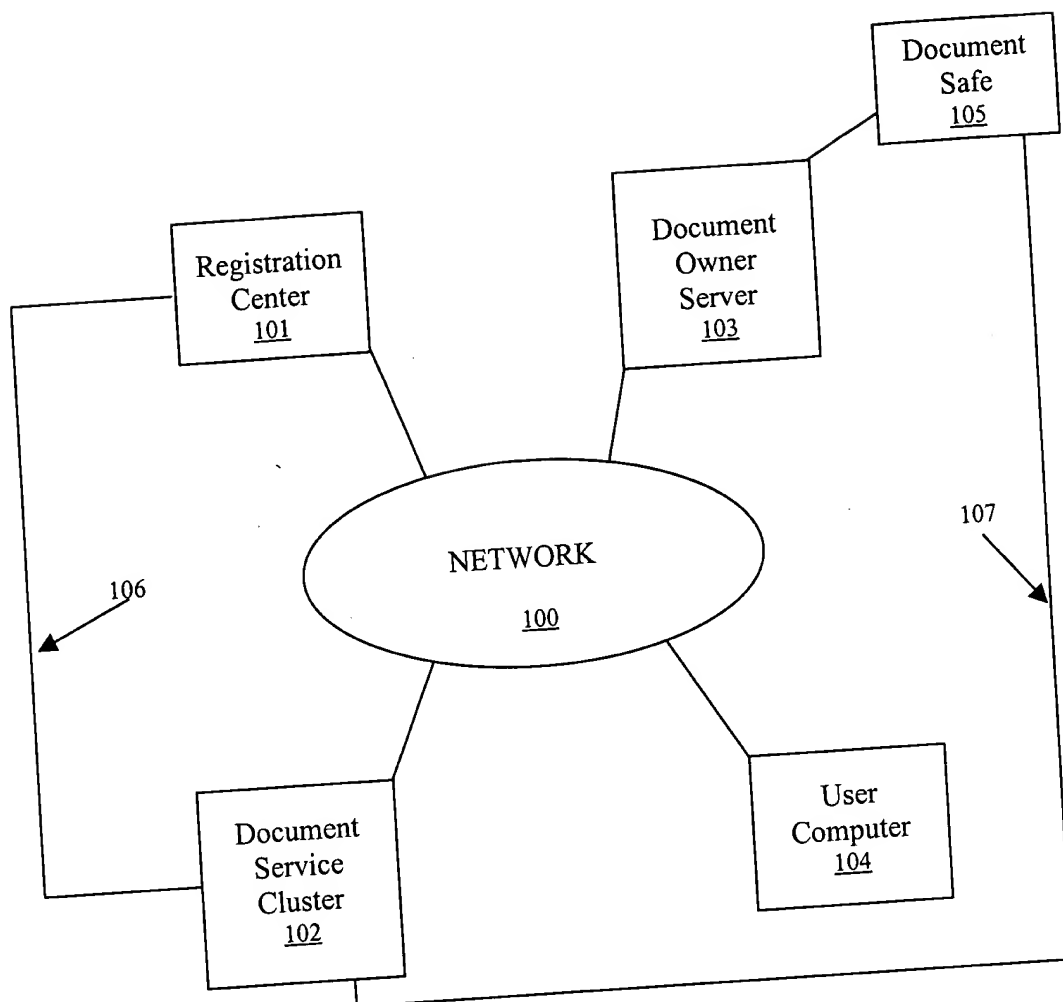 Document
Safe
105
Document
Owner
Server
103
Registration
Center
101
107
NETWORK
106
100
User
Computer
104
Document
Service
Cluster
102